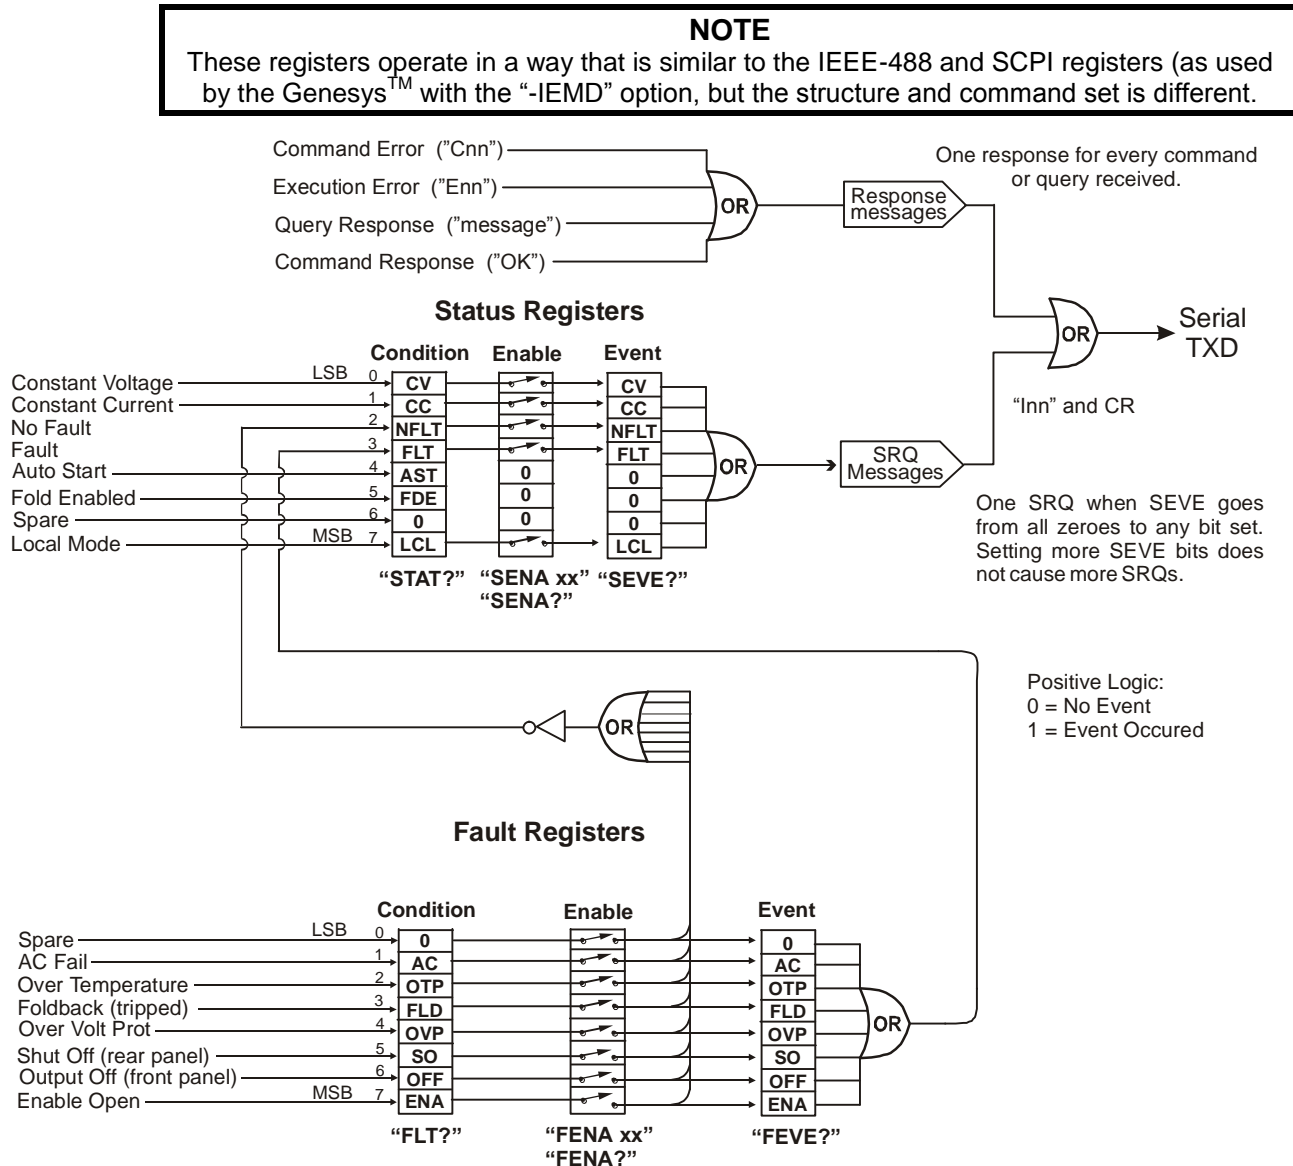 NOTE
These registers operate in a way that is similar to the IEEE-488 and SCPI registers (as used
by the Genesys™ with the “-IEMD” option, but the structure and command set is different.
Command Error (”Cnn”)
Execution Error (”Enn”)
Query Response (”message”)
Command Response (”OK”)
OR
Response
messages
One response for every command
or query received.
OR
Serial
TXD
“Inn” and CR
Status Registers
Condition Enable Event
Constant Voltage LSB 0 CV CV
Constant Current 1 CC CC
No Fault 2 NFLT NFLT
Fault 3 FLT FLT
Auto Start 4 AST 0 0
Fold Enabled 5 FDE 0 0
Spare 6 0 0 0
Local Mode MSB 7 LCL LCL
“STAT?” “SENA xx” “SEVE?”
“SENA?”
OR
SRQ
Messages
One SRQ when SEVE goes
from all zeroes to any bit set.
Setting more SEVE bits does
not cause more SRQs.
OR
Positive Logic:
0 = No Event
1 = Event Occured
Fault Registers
Condition Enable Event
Spare LSB 0 0 0
AC Fail 1 AC AC
Over Temperature 2 OTP OTP
Foldback (tripped) 3 FLD FLD
Over Volt Prot 4 OVP OVP
Shut Off (rear panel) 5 SO SO
Output Off (front panel) 6 OFF OFF
Enable Open MSB 7 ENA ENA
OR
“FLT?” “FENA xx” “FEVE?”
“FENA?”